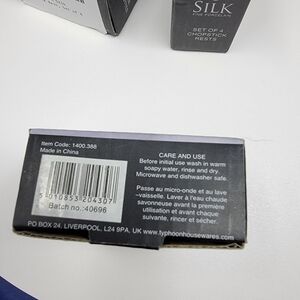 SILK
FINE PORCELAIN
SET OF 4
CHOPSTICK
RESTS
Item Code: 1400.388
Made in China
5 010853 204307
Batch no.:40696
CARE AND USE
Before initial use wash in warm
soapy water, rinse and dry.
Microwave and dishwasher safe.
Passe au micro-onde et au lave
-vaisselle. Laver à l'eau chaude
savonneuse avant la première
utilisation et avant chaque
suivante, rincer et sécher.
PO BOX 24, LIVERPOOL, L24 9PA, UK www.typhoonhousewares.com